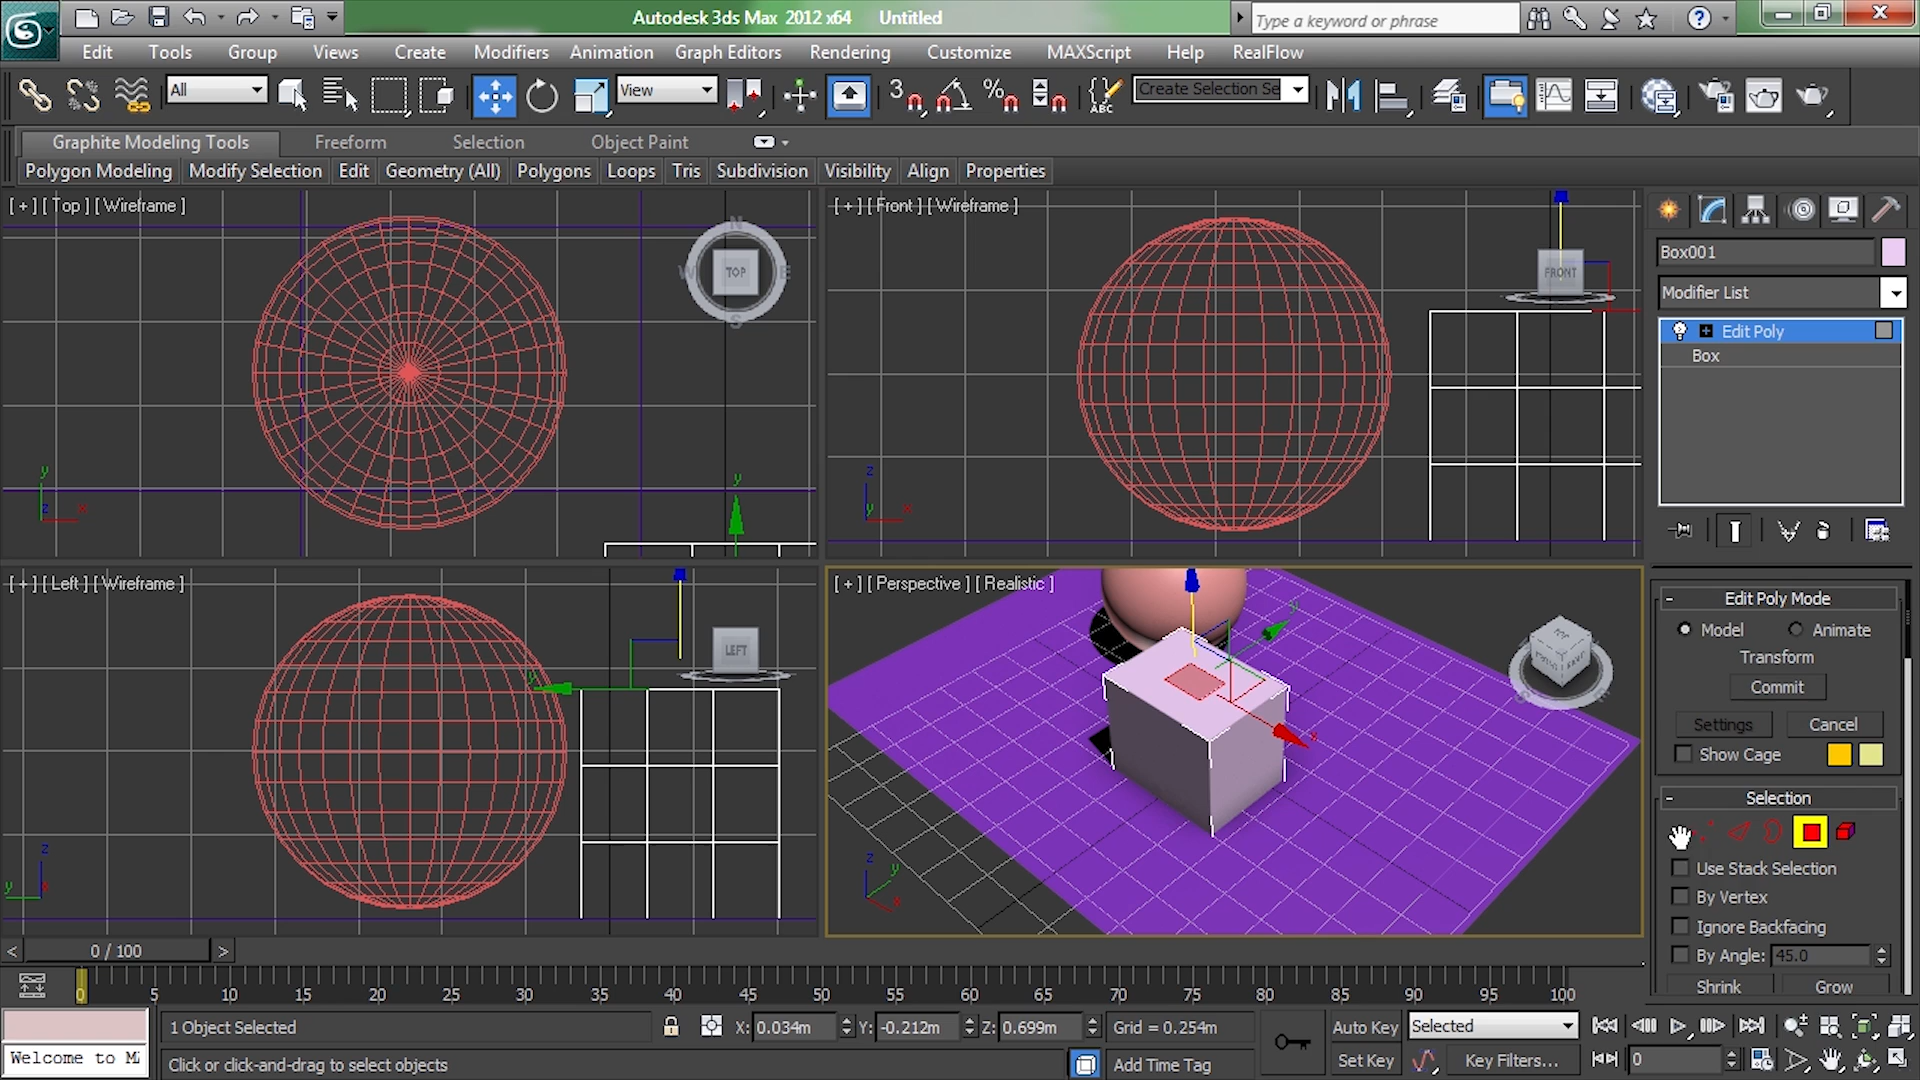 Autodesk 3ds Max 2012 x64 Untitled
Type a keyword or phrase
Edit Tools Group Views Create Modifiers Animation Graph Editors Rendering Customize MAXScript Help RealFlow
All View 3 % ABC Create Selection Se
Graphite Modeling Tools Freeform Selection Object Paint
Polygon Modeling Modify Selection Edit Geometry (All) Polygons Loops Tris Subdivision Visibility Align Properties
[ + ] [ Top ] [ Wireframe ]
N
W TOP E
S
y
z x
y
[ + ] [ Front ] [ Wireframe ]
FRONT
z
y x
[ + ] [ Left ] [ Wireframe ]
LEFT
y
z
y x
[ + ] [ Perspective ] [ Realistic ]
y
x
TOP
z
y
x
Box001
Modifier List
Edit Poly
Box
- Edit Poly Mode
Model Animate
Transform
Commit
Settings Cancel
Show Cage
- Selection
Use Stack Selection
By Vertex
Ignore Backfacing
By Angle: 45.0
Shrink Grow
< 0 / 100 >
0 5 10 15 20 25 30 35 40 45 50 55 60 65 70 75 80 85 90 95 100
1 Object Selected X: 0.034m Y: -0.212m Z: 0.699m Grid = 0.254m Auto Key Selected
Welcome to MA Click or click-and-drag to select objects Add Time Tag Set Key Key Filters... 0